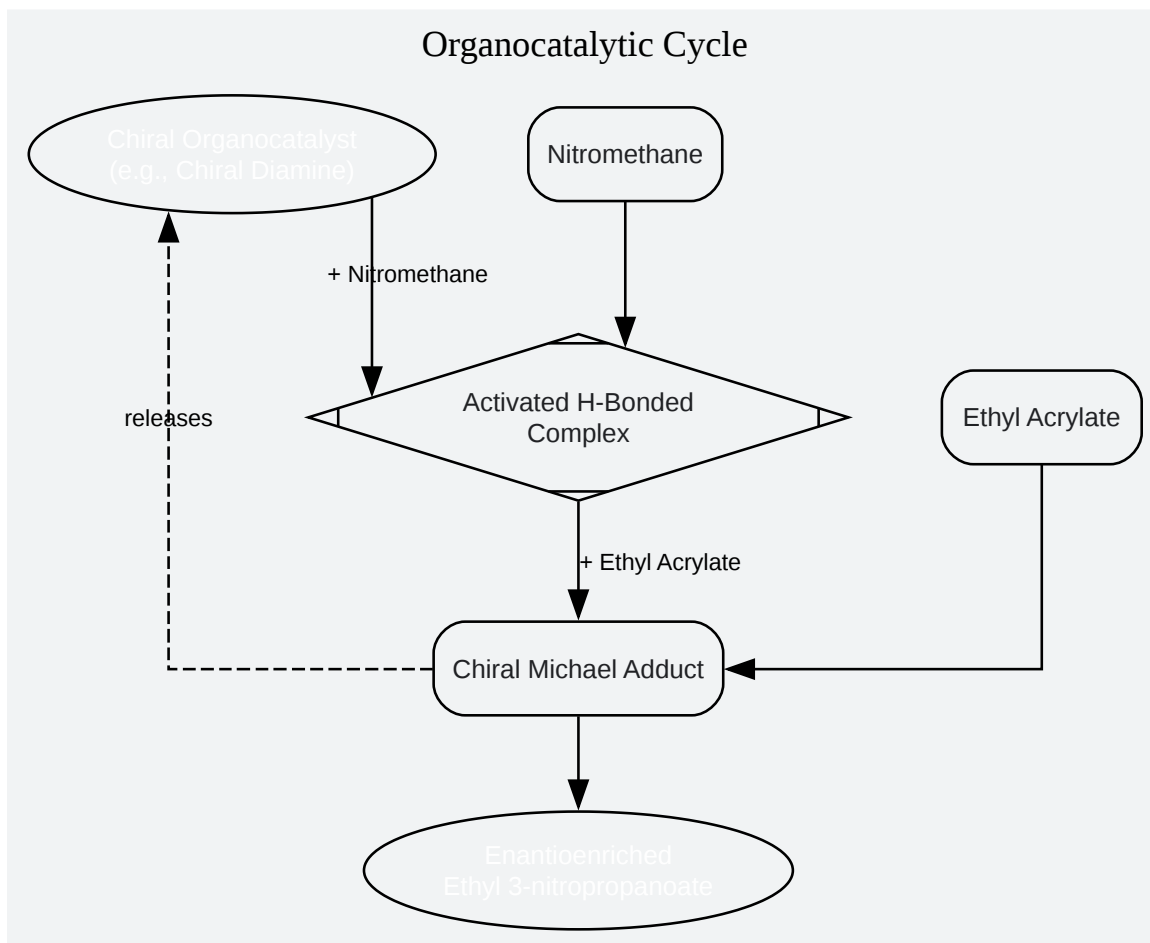 Organocatalytic Cycle
Chiral Organocatalyst
(e.g., Chiral Diamine)
Nitromethane
+ Nitromethane
Activated H-Bonded
Complex
Ethyl Acrylate
releases
+ Ethyl Acrylate
Chiral Michael Adduct
Enantioenriched
Ethyl 3-nitropropanoate